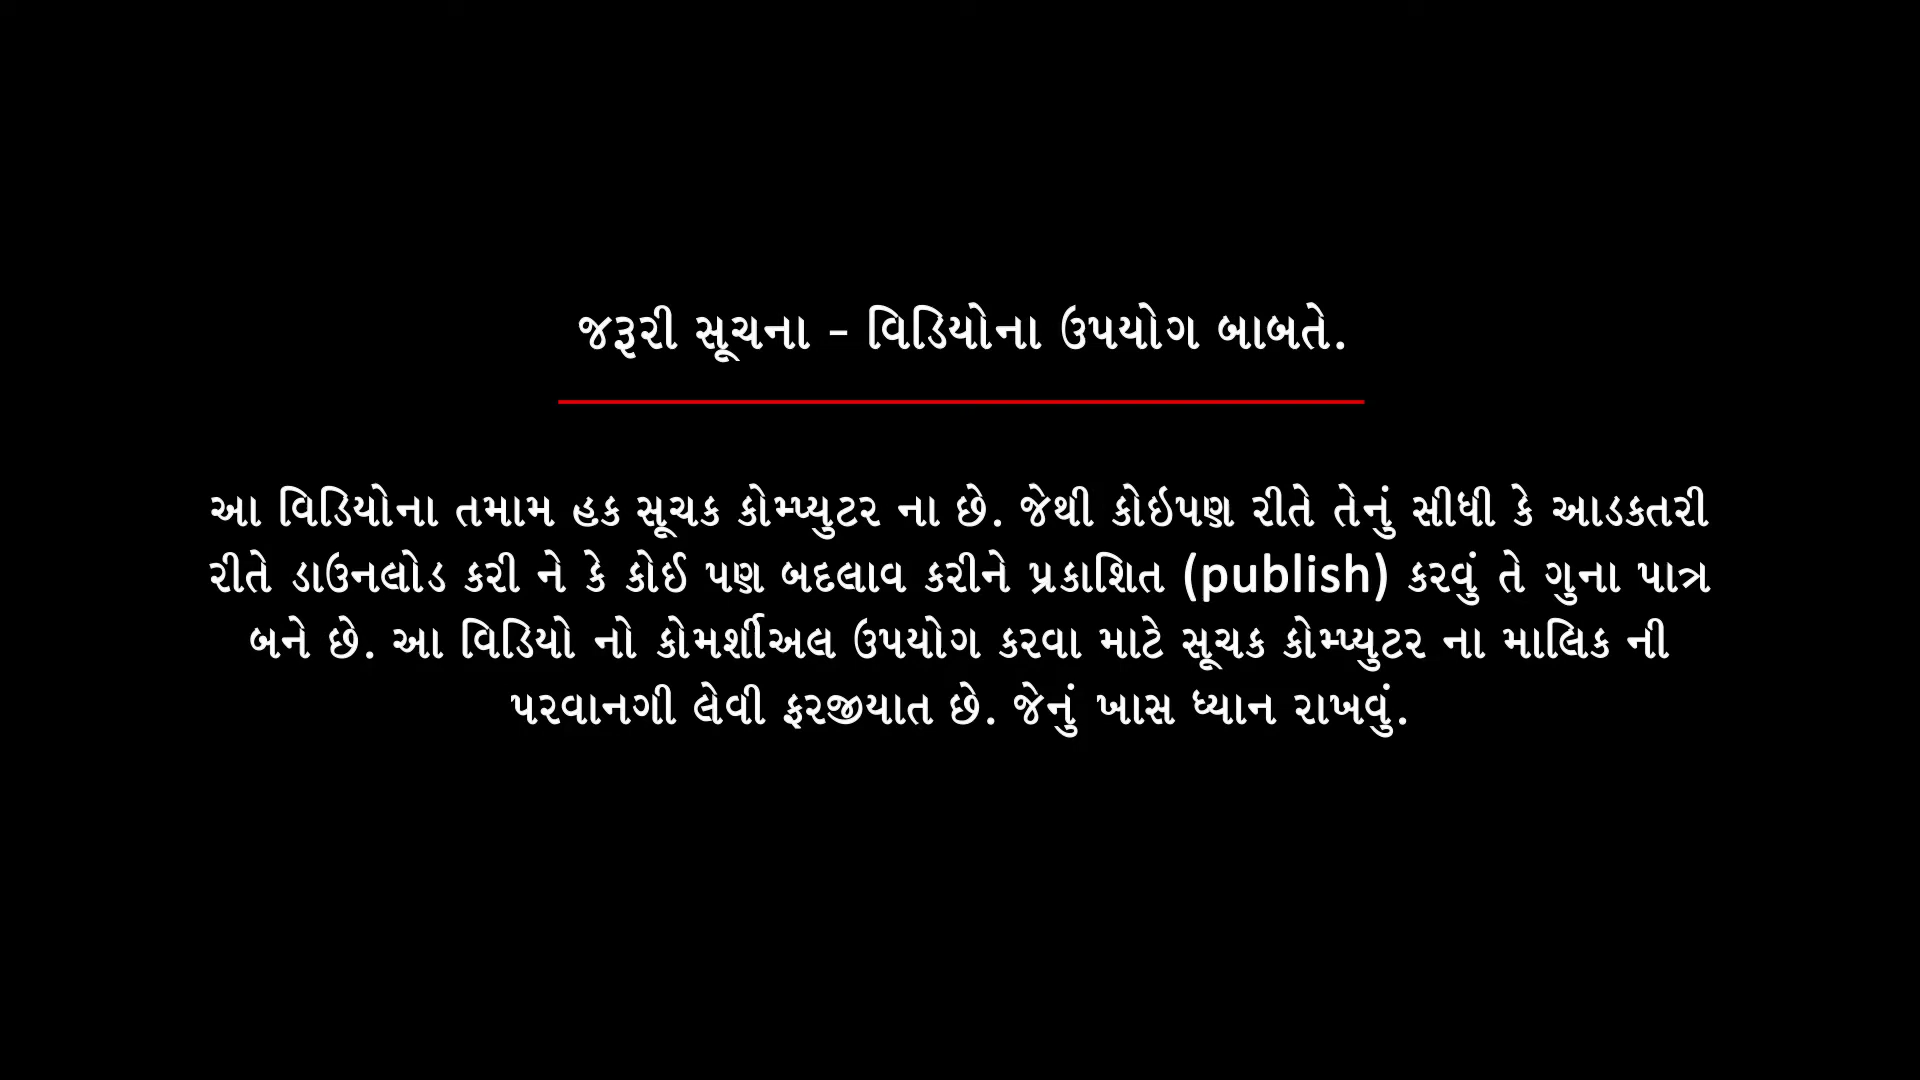 જરૂરી સૂચના - વિડિયોના ઉપયોગ બાબતે.
આ વિડિયોના તમામ હક સૂચક કોમ્પ્યુટર ના છે. જેથી કોઇપણ રીતે તેનું સીધી કે આડકતરી
રીતે ડાઉનલોડ કરી ને કે કોઈ પણ બદલાવ કરીને પ્રકાશિત (publish) કરવું તે ગુના પાત્ર
બને છે. આ વિડિયો નો કોમર્શીઅલ ઉપયોગ કરવા માટે સૂચક કોમ્પ્યુટર ના માલિક ની
પરવાનગી લેવી ફરજીયાત છે. જેનું ખાસ ધ્યાન રાખવું.